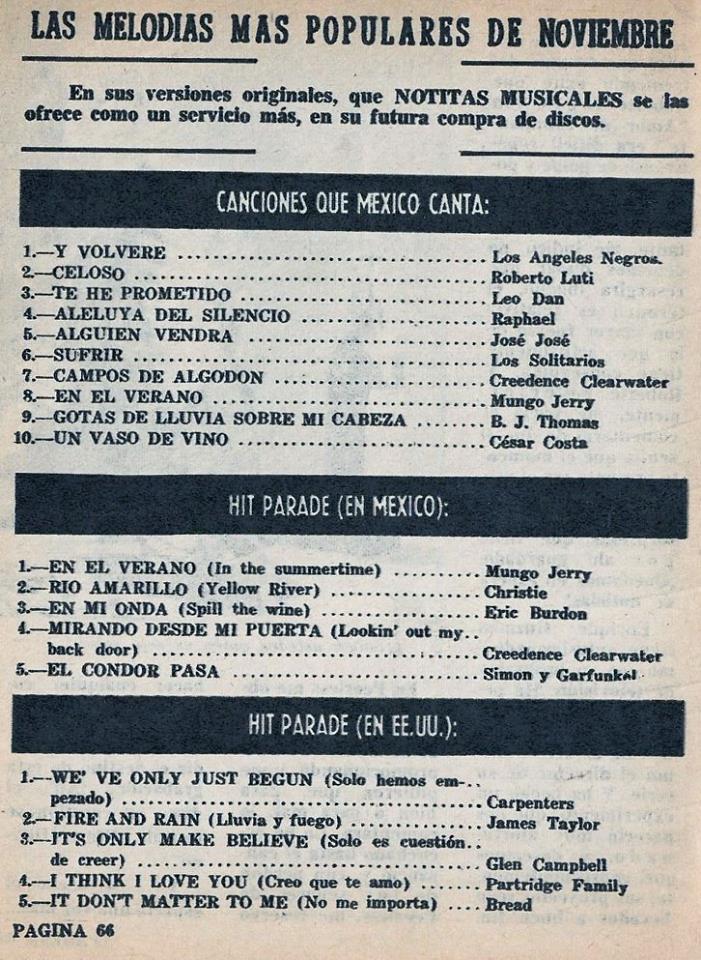 LAS MELODIAS MAS POPULARES DE NOVIEMBRE
En sus versiones originales, que NOTITAS MUSICALES se las
ofrece como un servicio más, en su futura compra de discos.
CANCIONES QUE MEXICO CANTA:
1.—Y VOLVERE ........................................ Los Angeles Negros.
2.—CELOSO ............................................. Roberto Luti
3.—TE HE PROMETIDO ............................... Leo Dan
4.—ALELUYA DEL SILENCIO ........................ Raphael
5.—ALGUIEN VENDRA ............................... José José
6.—SUFRIR ............................................. Los Solitarios
7.—CAMPOS DE ALGODON ......................... Creedence Clearwater
8.—EN EL VERANO ................................... Mungo Jerry
9.—GOTAS DE LLUVIA SOBRE MI CABEZA ....... B. J. Thomas
10.—UN VASO DE VINO .............................. César Costa
HIT PARADE (EN MEXICO):
1.—EN EL VERANO (In the summertime) .......... Mungo Jerry
2.—RIO AMARILLO (Yellow River) ................. Christie
3.—EN MI ONDA (Spill the wine) ................... Eric Burdon
4.—MIRANDO DESDE MI PUERTA (Lookin' out my..
back door) ......................................... Creedence Clearwater
5.—EL CONDOR PASA ................................ Simon y Garfunkel
HIT PARADE (EN EE.UU.):
1.—WE' VE ONLY JUST BEGUN (Solo hemos em-..
pezado) ............................................. Carpenters
2.—FIRE AND RAIN (Lluvia y fuego) ............... James Taylor
3.—IT'S ONLY MAKE BELIEVE (Solo es cuestión..
de creer) ........................................... Glen Campbell
4.—I THINK I LOVE YOU (Creo que te amo) ...... Partridge Family
5.—IT DON'T MATTER TO ME (No me importa) .... Bread
PAGINA 66